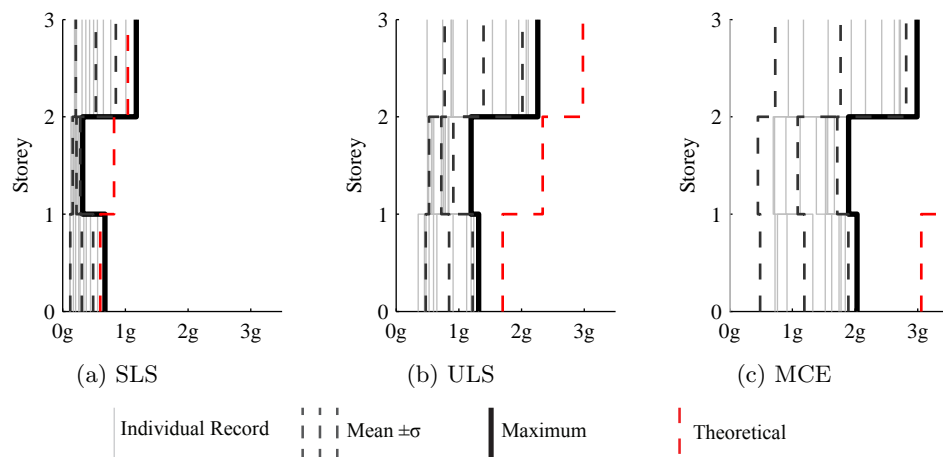 3
2
1
0
Storey
0g 1g 2g 3g
(a) SLS
3
2
1
0
Storey
0g 1g 2g 3g
(b) ULS
3
2
1
0
Storey
0g 1g 2g 3g
(c) MCE
Individual Record
Mean ±σ
Maximum
Theoretical